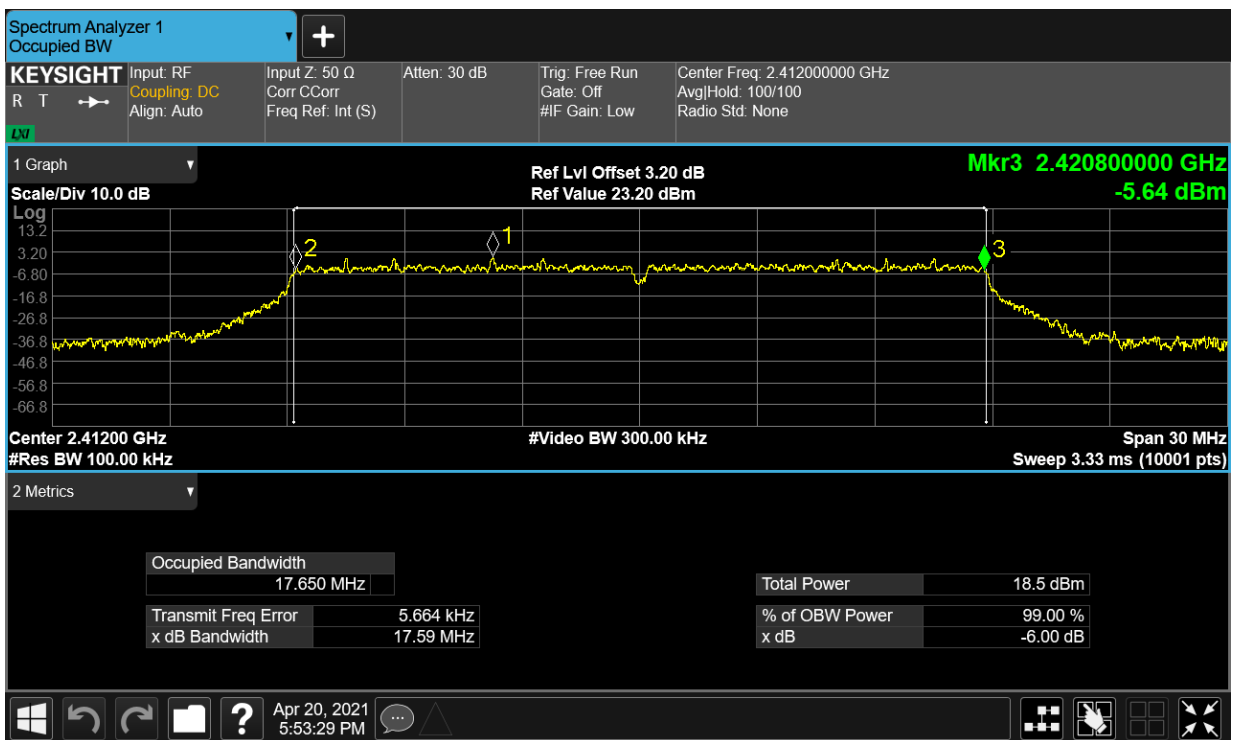 Spectrum Analyzer 1
Occupied BW
+
KEYSIGHT
R T
LXI
Input: RF
Coupling: DC
Align: Auto
Input Z: 50 Ω
Corr CCorr
Freq Ref: Int (S)
Atten: 30 dB
Trig: Free Run
Gate: Off
#IF Gain: Low
Center Freq: 2.412000000 GHz
Avg|Hold: 100/100
Radio Std: None
1 Graph
Scale/Div 10.0 dB
Ref Lvl Offset 3.20 dB
Ref Value 23.20 dBm
Mkr3 2.420800000 GHz
-5.64 dBm
Log
13.2
3.20
-6.80
-16.8
-26.8
-36.8
-46.8
-56.8
-66.8
2
1
3
Center 2.41200 GHz
#Res BW 100.00 kHz
#Video BW 300.00 kHz
Span 30 MHz
Sweep 3.33 ms (10001 pts)
2 Metrics
Occupied Bandwidth
17.650 MHz
Transmit Freq Error 5.664 kHz
x dB Bandwidth 17.59 MHz
Total Power 18.5 dBm
% of OBW Power 99.00 %
x dB -6.00 dB
?
Apr 20, 2021
5:53:29 PM